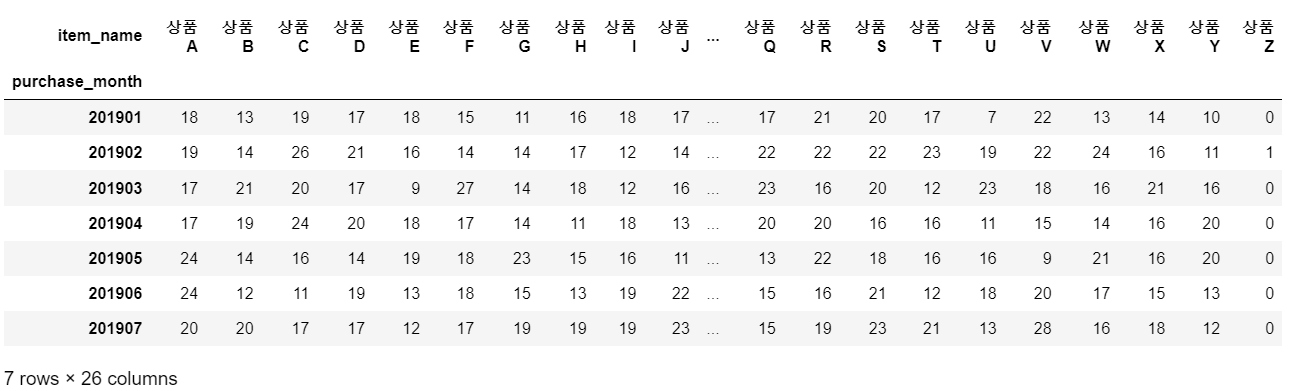 item_name 상품 A 상품 B 상품 C 상품 D 상품 E 상품 F 상품 G 상품 H 상품 I 상품 J ... 상품 Q 상품 R 상품 S 상품 T 상품 U 상품 V 상품 W 상품 X 상품 Y 상품 Z
purchase_month
201901 18 13 19 17 18 15 11 16 18 17 ... 17 21 20 17 7 22 13 14 10 0
201902 19 14 26 21 16 14 14 17 12 14 ... 22 22 22 23 19 22 24 16 11 1
201903 17 21 20 17 9 27 14 18 12 16 ... 23 16 20 12 23 18 16 21 16 0
201904 17 19 24 20 18 17 14 11 18 13 ... 20 20 16 16 11 15 14 16 20 0
201905 24 14 16 14 19 18 23 15 16 11 ... 13 22 18 16 16 9 21 16 20 0
201906 24 12 11 19 13 18 15 13 19 22 ... 15 16 21 12 18 20 17 15 13 0
201907 20 20 17 17 12 17 19 19 19 23 ... 15 19 23 21 13 28 16 18 12 0
7 rows × 26 columns